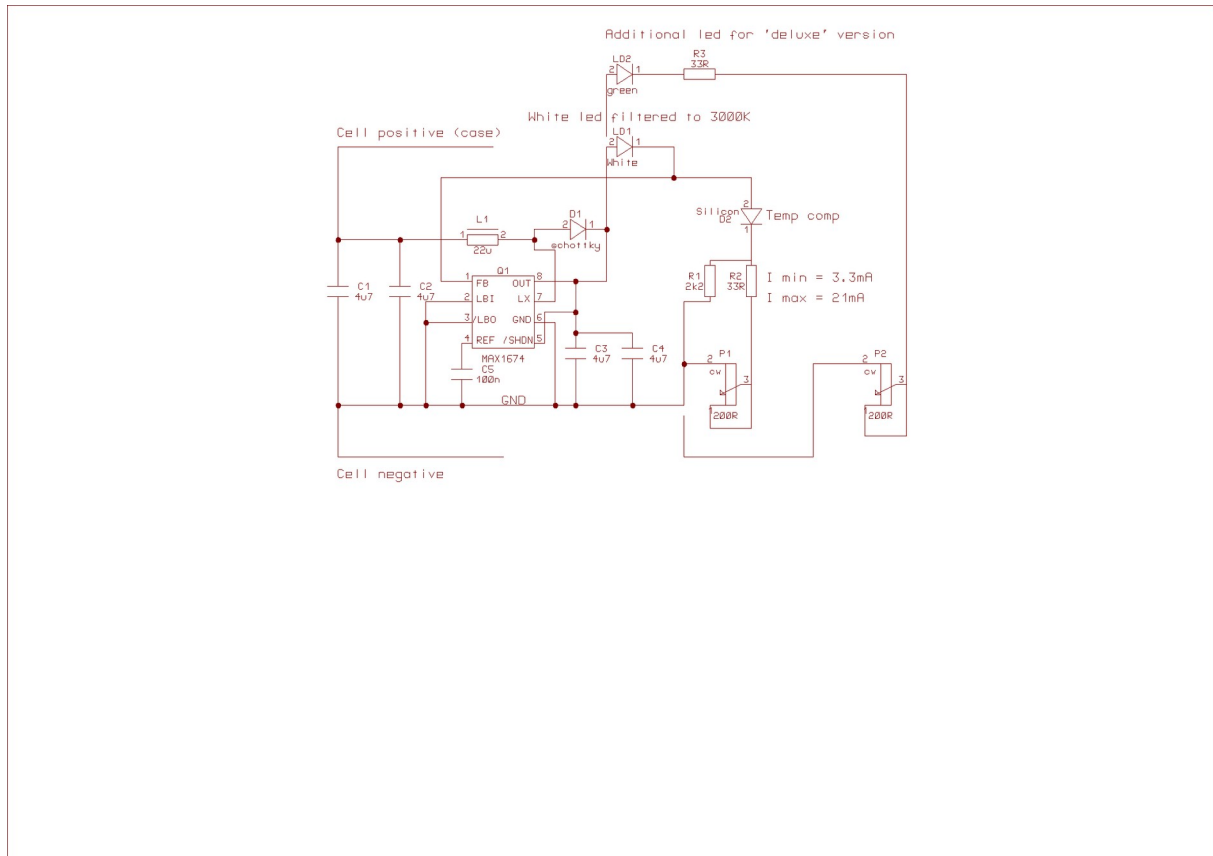 Additional led for 'deluxe' version
R3
33R
LD2
2 1
green
White led filtered to 3000K
LD1
2 1
White
Cell positive (case)
2
Silicon
D2
Temp comp
1
L1
1 2
22u
D1
2 1
schottky
Q1
1 FB OUT 8
2 LBI LX 7
3 /LBO GND 6
4 REF /SHDN 5
MAX1674
C1
4u7
C2
4u7
R1
2k2
R2
33R
I min = 3.3mA
I max = 21mA
C3
4u7
C4
4u7
C5
100n
GND
P1
2
cw
3
1
200R
P2
2
cw
3
1
200R
Cell negative